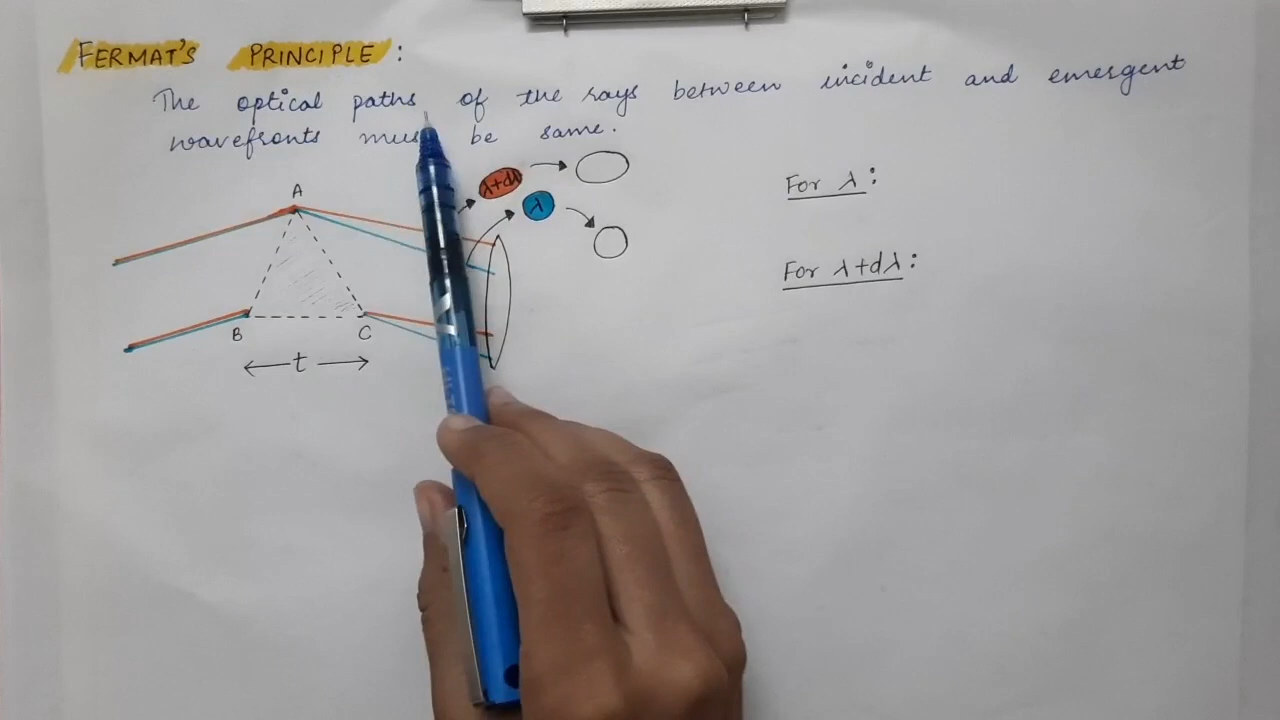 FERMAT'S PRINCIPLE :
The optical paths of the rays between incident and emergent
wavefronts must be same.
λ+dλ
λ
A
B
C
t
For λ :
For λ+dλ :